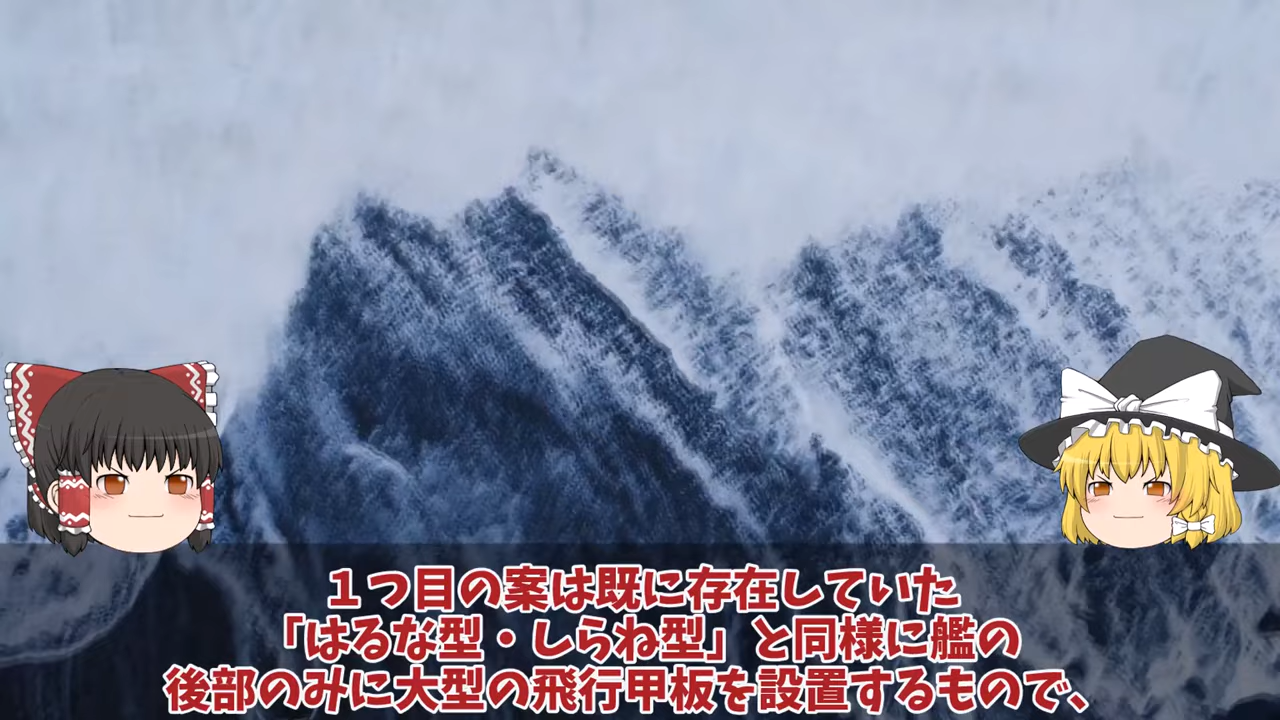 １つ目の案は既に存在していた
「はるな型・しらね型」と同様に艦の
後部のみに大型の飛行甲板を設置するもので、